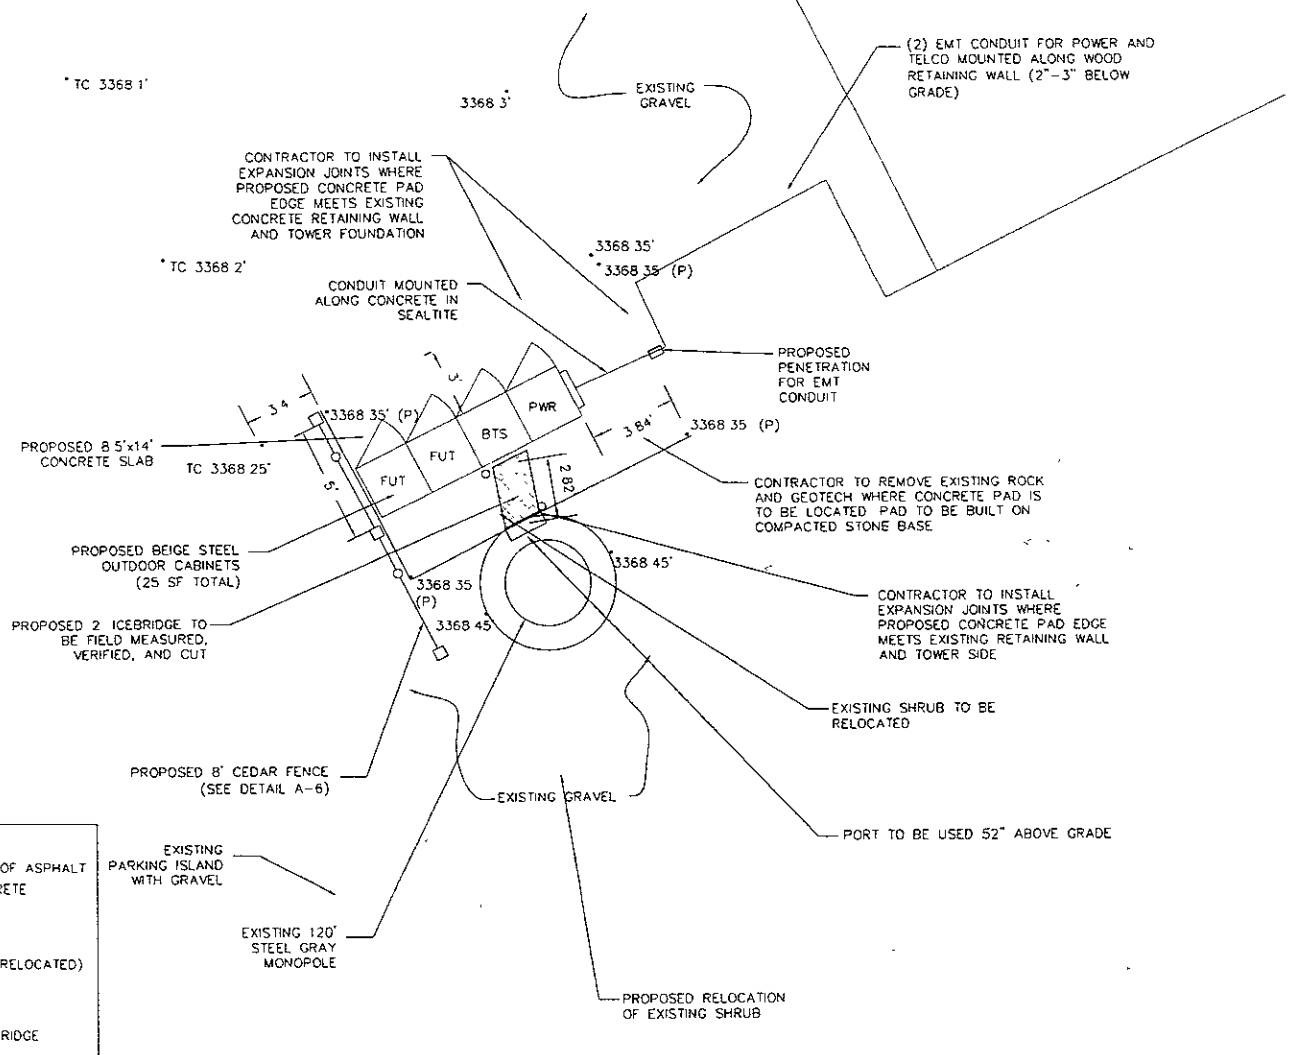 TC 3368 1'
3368 3'
EXISTING
GRAVEL
(2) EMT CONDUIT FOR POWER AND
TELCO MOUNTED ALONG WOOD
RETAINING WALL (2"-3" BELOW
GRADE)
CONTRACTOR TO INSTALL
EXPANSION JOINTS WHERE
PROPOSED CONCRETE PAD
EDGE MEETS EXISTING
CONCRETE RETAINING WALL
AND TOWER FOUNDATION
TC 3368 2'
3368 35'
3368 35 (P)
CONDUIT MOUNTED
ALONG CONCRETE IN
SEALTITE
PROPOSED
PENETRATION
FOR EMT
CONDUIT
3'
3 4
3368 35' (P)
PWR
BTS
FUT
FUT
3 84'
3368 35 (P)
PROPOSED 8 5'x14'
CONCRETE SLAB
TC 3368 25'
5'
2 82
CONTRACTOR TO REMOVE EXISTING ROCK
AND GEOTECH WHERE CONCRETE PAD IS
TO BE LOCATED PAD TO BE BUILT ON
COMPACTED STONE BASE
PROPOSED BEIGE STEEL
OUTDOOR CABINETS
(25 SF TOTAL)
3368 35
(P)
3368 45'
3368 45'
CONTRACTOR TO INSTALL
EXPANSION JOINTS WHERE
PROPOSED CONCRETE PAD EDGE
MEETS EXISTING RETAINING WALL
AND TOWER SIDE
PROPOSED 2 ICEBRIDGE TO
BE FIELD MEASURED,
VERIFIED, AND CUT
EXISTING SHRUB TO BE
RELOCATED
PROPOSED 8' CEDAR FENCE
(SEE DETAIL A-6)
EXISTING GRAVEL
PORT TO BE USED 52" ABOVE GRADE
EXISTING
PARKING ISLAND
WITH GRAVEL
OF ASPHALT
RETE
EXISTING 120'
STEEL GRAY
MONOPOLE
RELOCATED)
PROPOSED RELOCATION
OF EXISTING SHRUB
RIDGE